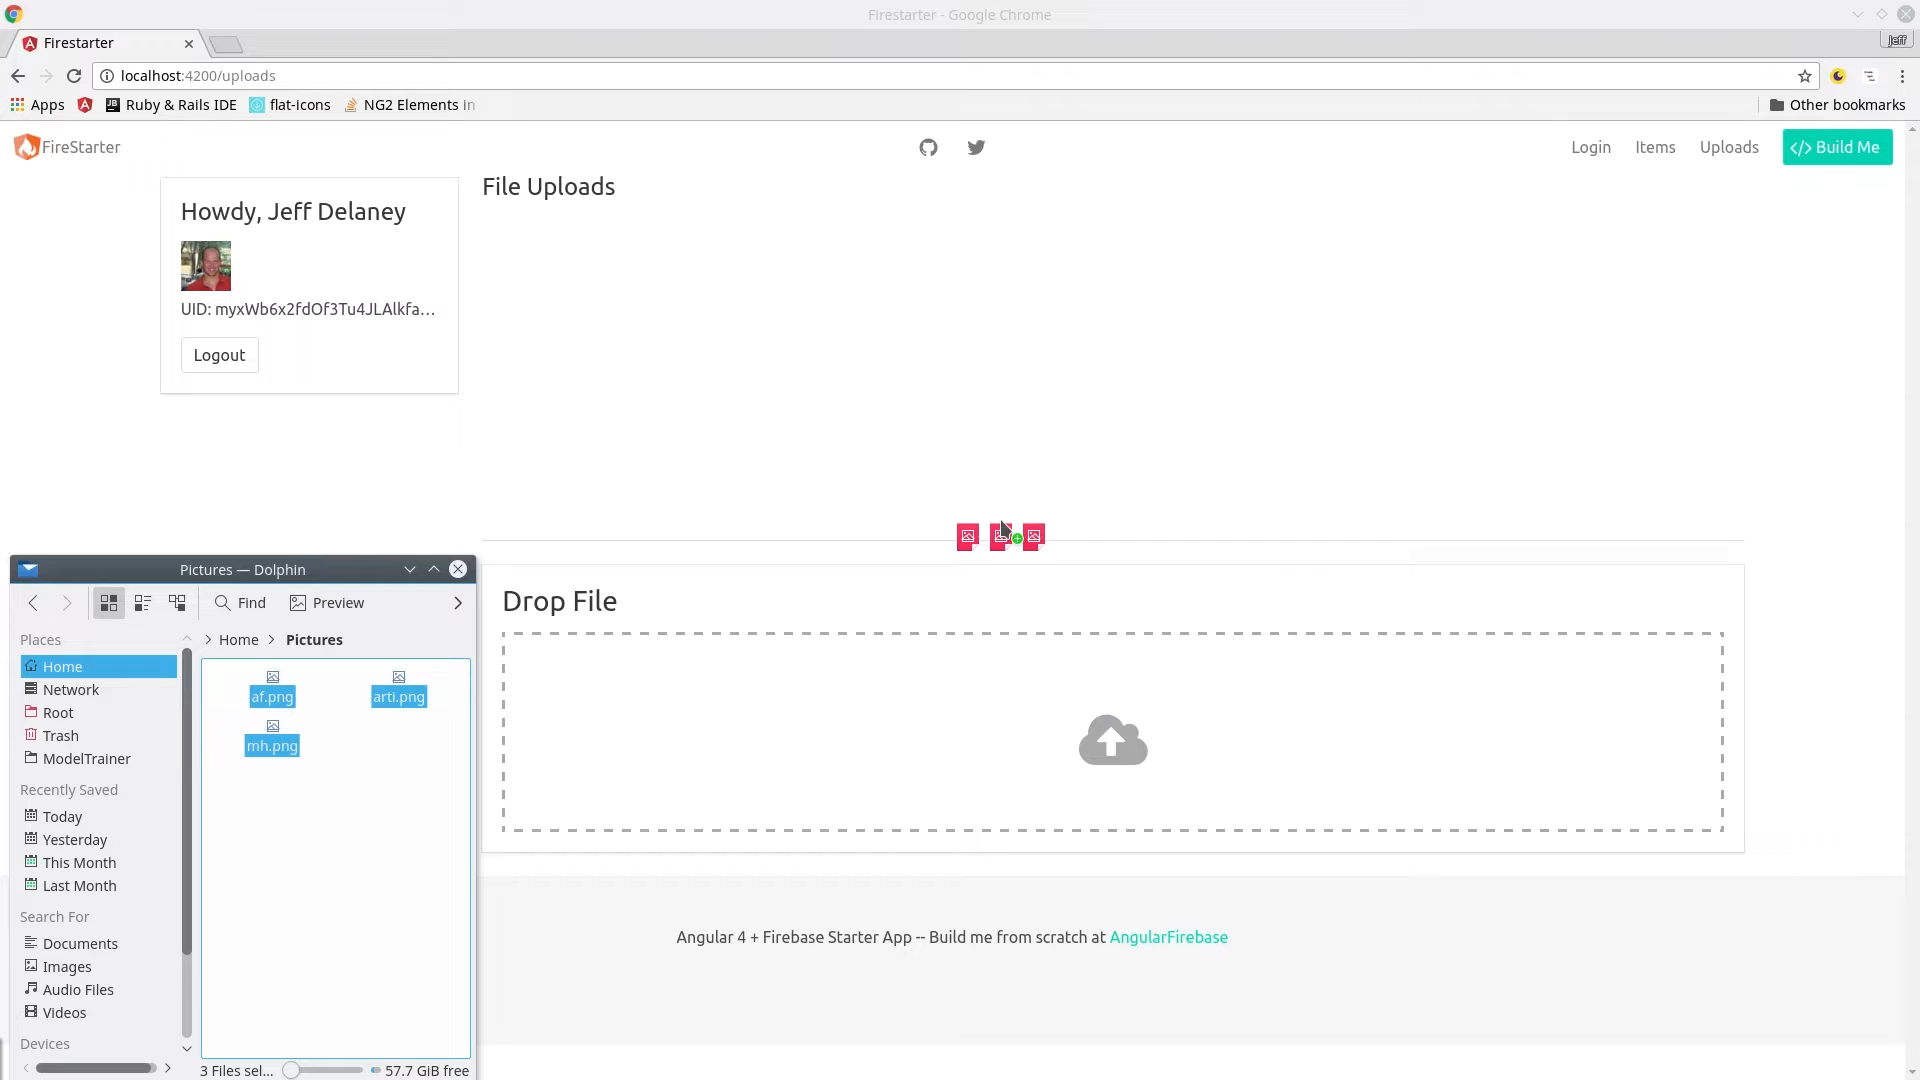 Firestarter - Google Chrome
Firestarter
Jeff
localhost:4200/uploads
Apps
JB
Ruby & Rails IDE
flat-icons
NG2 Elements in
Other bookmarks
FireStarter
Login
Items
Uploads
</> Build Me
Howdy, Jeff Delaney
UID: myxWb6x2fdOf3Tu4JLAlkfa...
Logout
File Uploads
Drop File
Pictures — Dolphin
Find
Preview
Places
Home
Network
Root
Trash
ModelTrainer
Recently Saved
Today
Yesterday
This Month
Last Month
Search For
Documents
Images
Audio Files
Videos
Devices
> Home > Pictures
af.png
arti.png
mh.png
3 Files sel...
57.7 GiB free
Angular 4 + Firebase Starter App -- Build me from scratch at AngularFirebase